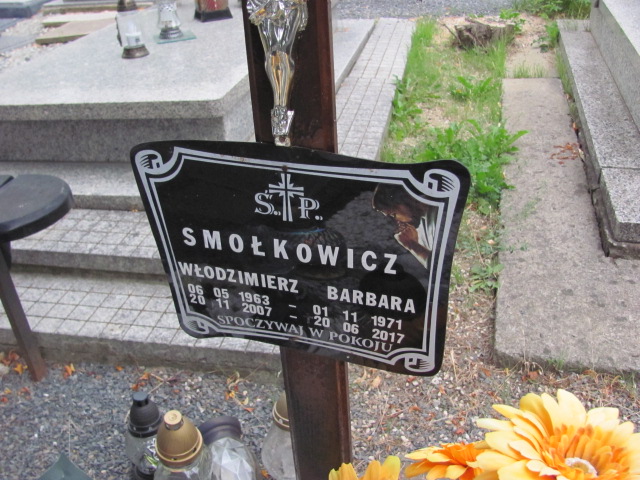 Ś. P.
SMOŁKOWICZ
WŁODZIMIERZ BARBARA
06 05 1963 – 01 11 1971
20 11 2007 – 20 06 2017
SPOCZYWAJ W POKOJU